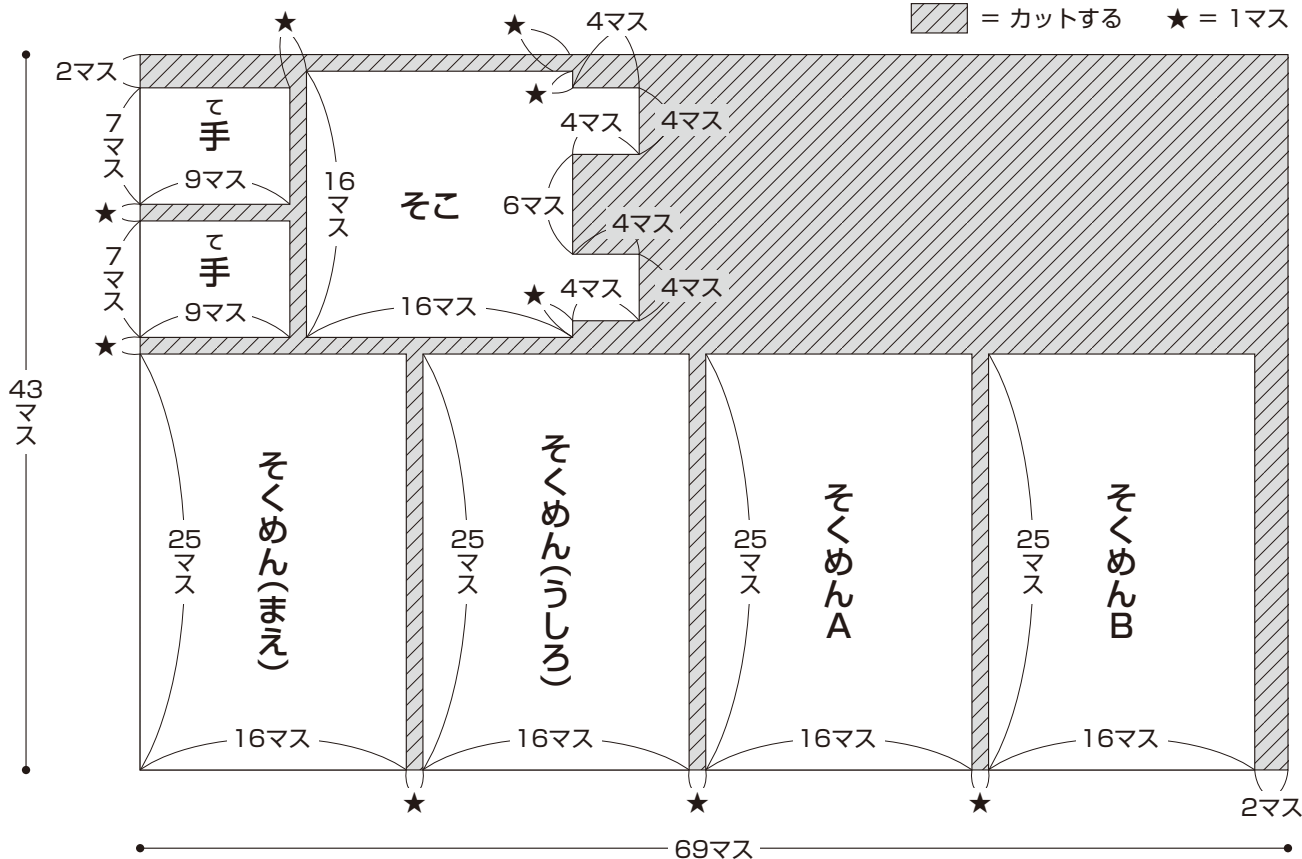 = カットする ★ = 1マス
★
★
4マス
2マス
★
て
手
7マス
9マス
4マス
4マス
16マス
そこ
6マス
★
4マス
て
手
7マス
9マス
★
4マス
4マス
16マス
★
43マス
そくめん(まえ)
25マス
16マス
そくめん(うしろ)
25マス
16マス
そくめんA
25マス
16マス
そくめんB
25マス
16マス
★
★
★
2マス
69マス